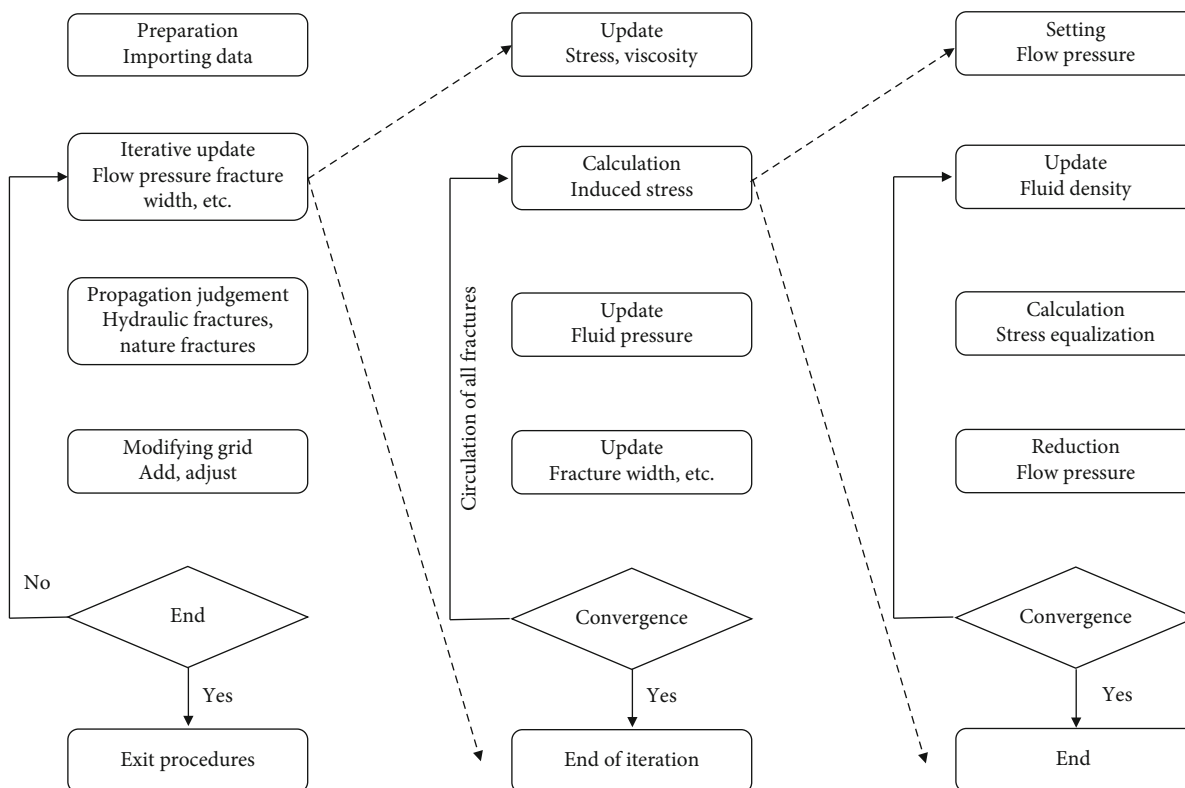 Preparation
Importing data
Iterative update
Flow pressure fracture
width, etc.
Propagation judgement
Hydraulic fractures,
nature fractures
Modifying grid
Add, adjust
No
End
Yes
Exit procedures
Update
Stress, viscosity
Calculation
Induced stress
Circulation of all fractures
Update
Fluid pressure
Update
Fracture width, etc.
Convergence
Yes
End of iteration
Setting
Flow pressure
Update
Fluid density
Calculation
Stress equalization
Reduction
Flow pressure
Convergence
Yes
End